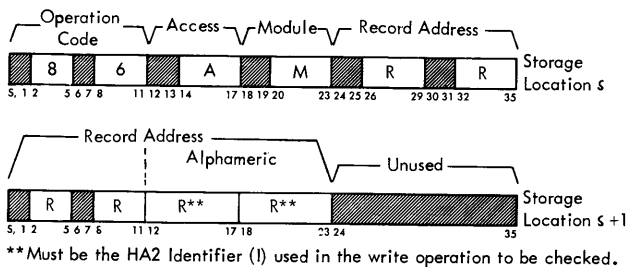 Operation Code Access Module Record Address
8 6 A M R R Storage Location s
S, 1 2 5 6 7 8 11 12 13 14 17 18 19 20 23 24 25 26 29 30 31 32 35
Record Address Alphameric Unused
R R R** R** Storage Location s +1
S, 1 2 5 6 7 8 11 12 17 18 23 24 35
**Must be the HA2 Identifier (I) used in the write operation to be checked.